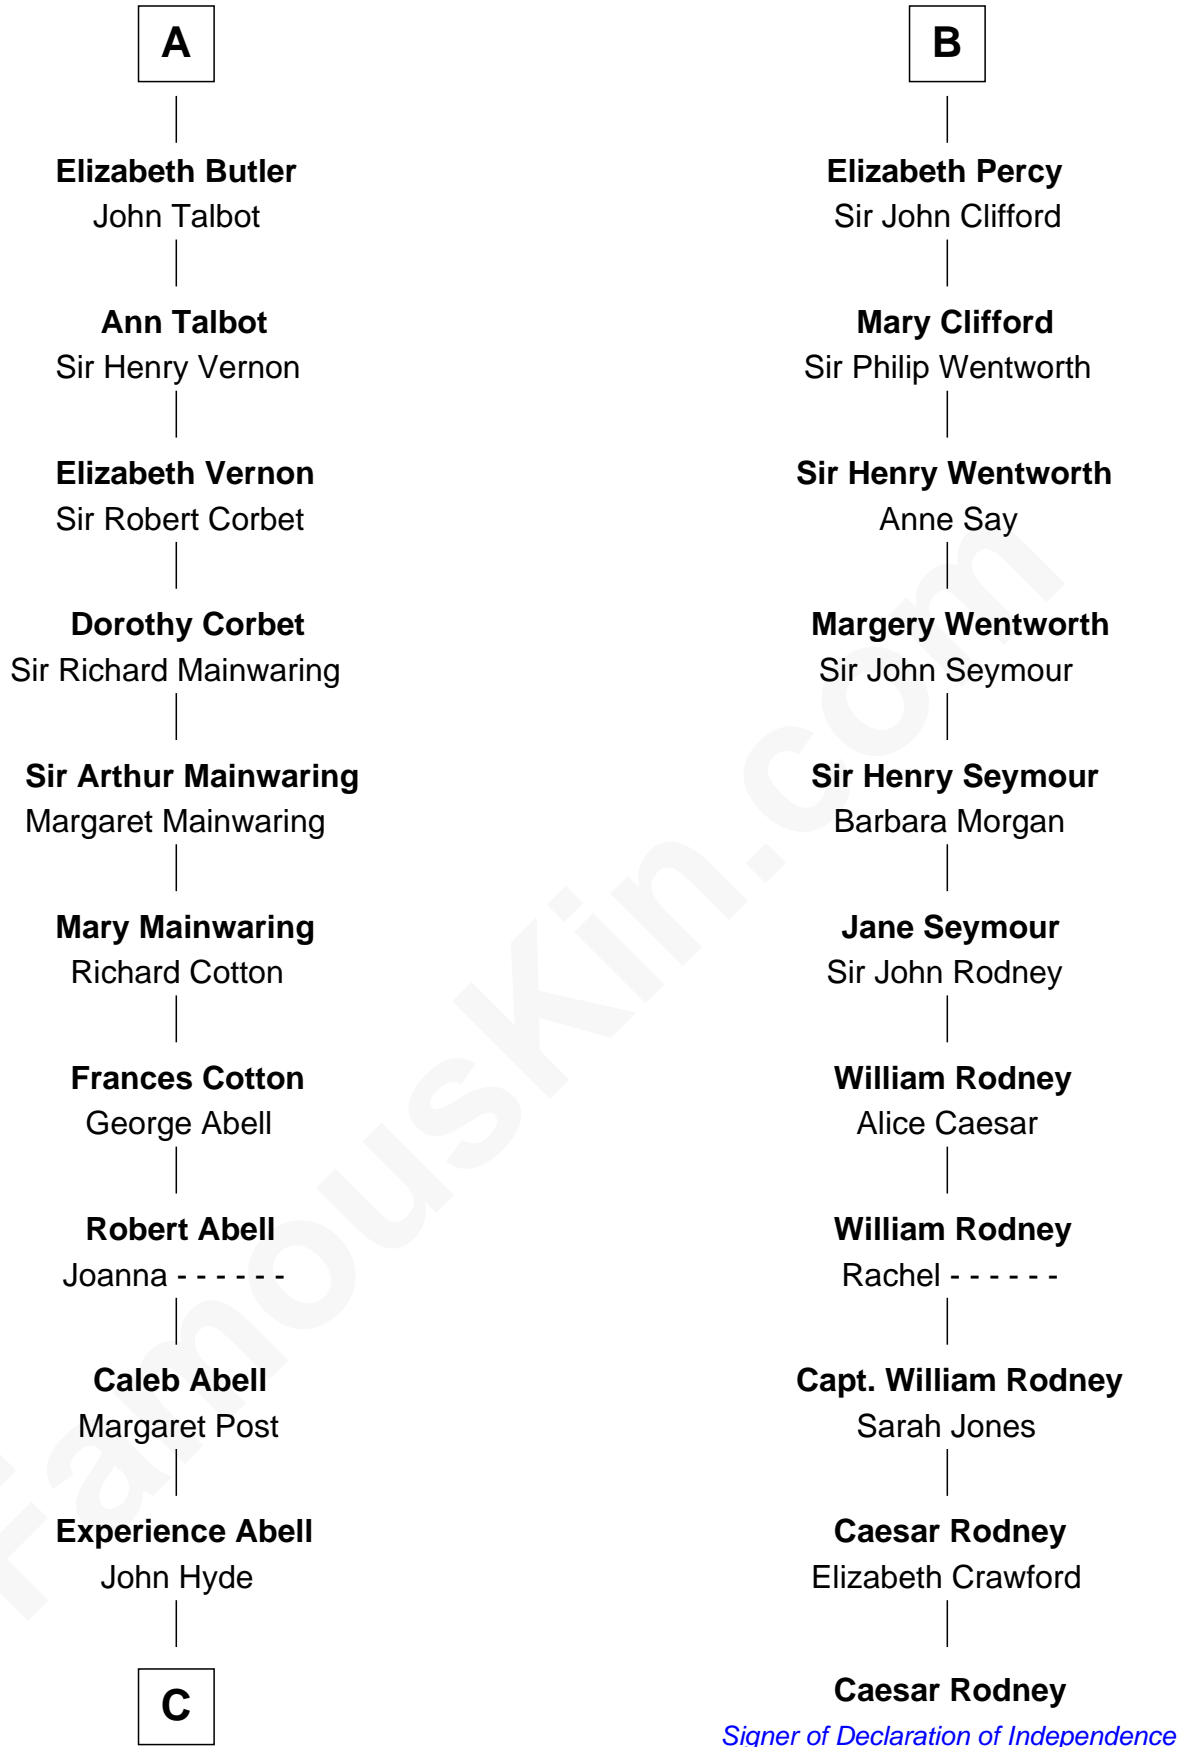 A
Elizabeth Butler
John Talbot
Ann Talbot
Sir Henry Vernon
Elizabeth Vernon
Sir Robert Corbet
Dorothy Corbet
Sir Richard Mainwaring
Sir Arthur Mainwaring
Margaret Mainwaring
Mary Mainwaring
Richard Cotton
Frances Cotton
George Abell
Robert Abell
Joanna - - - - - -
Caleb Abell
Margaret Post
Experience Abell
John Hyde
C
B
Elizabeth Percy
Sir John Clifford
Mary Clifford
Sir Philip Wentworth
Sir Henry Wentworth
Anne Say
Margery Wentworth
Sir John Seymour
Sir Henry Seymour
Barbara Morgan
Jane Seymour
Sir John Rodney
William Rodney
Alice Caesar
William Rodney
Rachel - - - - - -
Capt. William Rodney
Sarah Jones
Caesar Rodney
Elizabeth Crawford
Caesar Rodney
Signer of Declaration of Independence
FamousKin.com